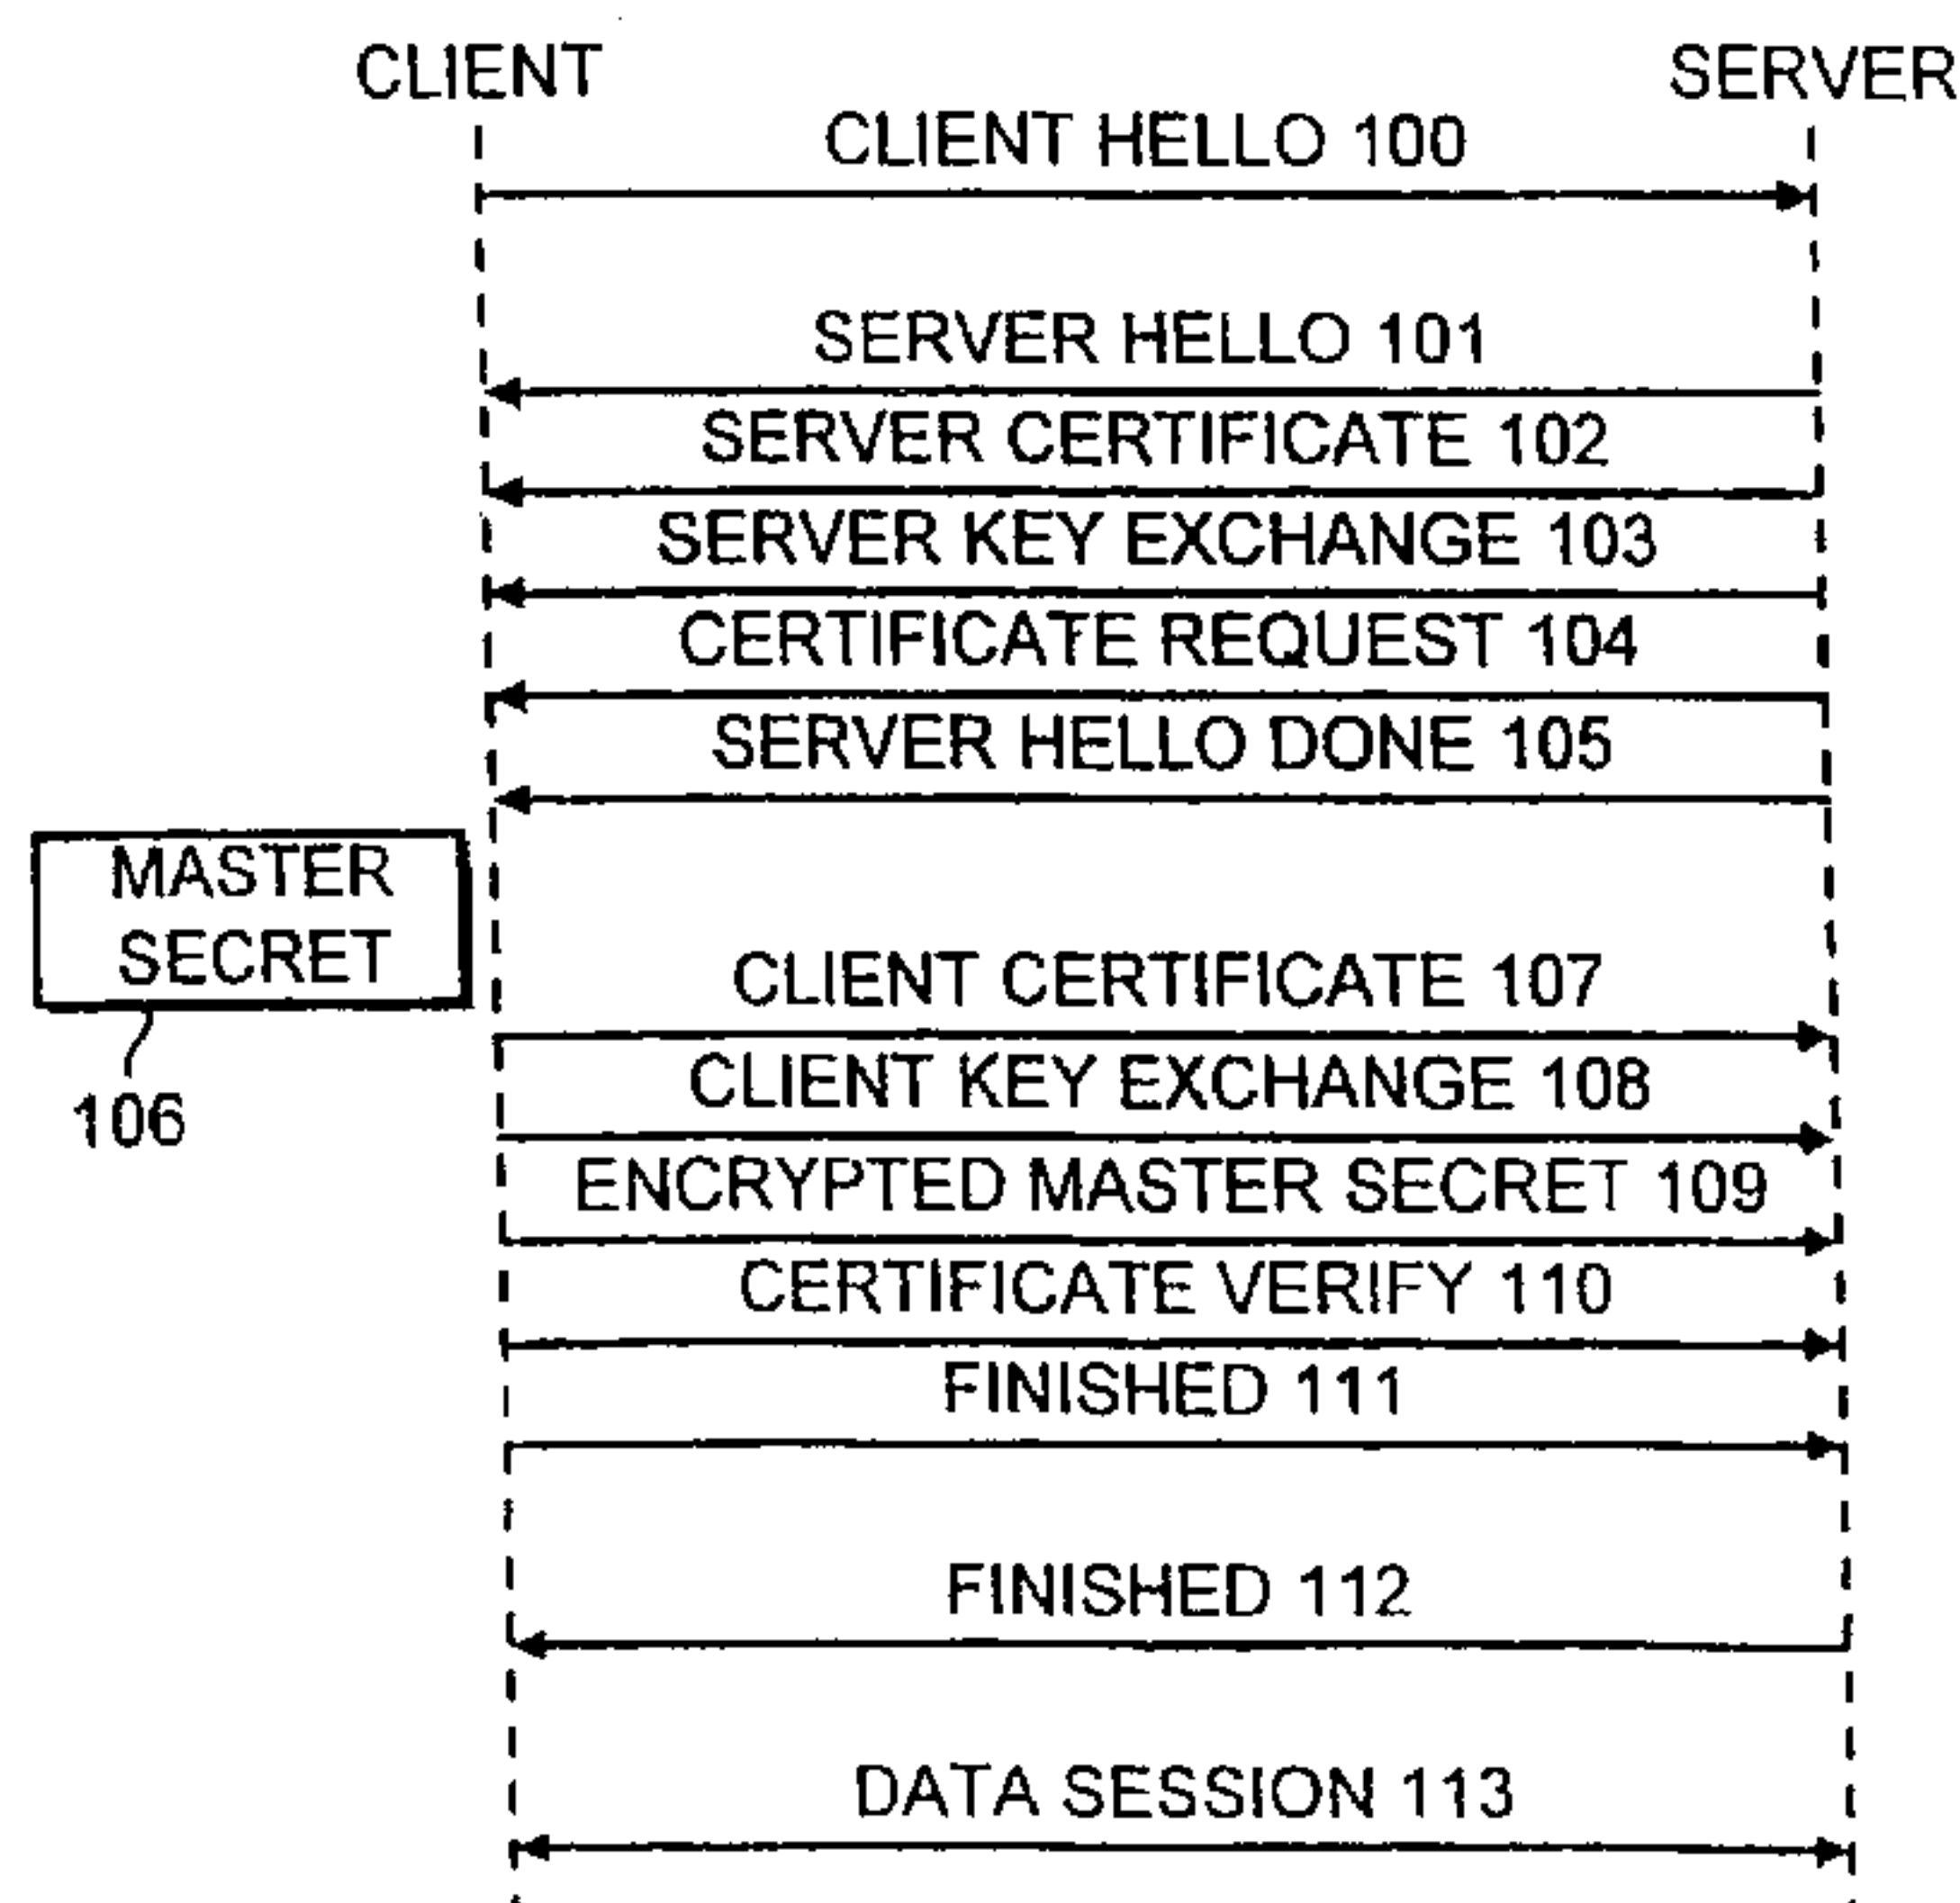 CLIENT
SERVER
CLIENT HELLO 100
SERVER HELLO 101
SERVER CERTIFICATE 102
SERVER KEY EXCHANGE 103
CERTIFICATE REQUEST 104
SERVER HELLO DONE 105
MASTER
SECRET
106
CLIENT CERTIFICATE 107
CLIENT KEY EXCHANGE 108
ENCRYPTED MASTER SECRET 109
CERTIFICATE VERIFY 110
FINISHED 111
FINISHED 112
DATA SESSION 113